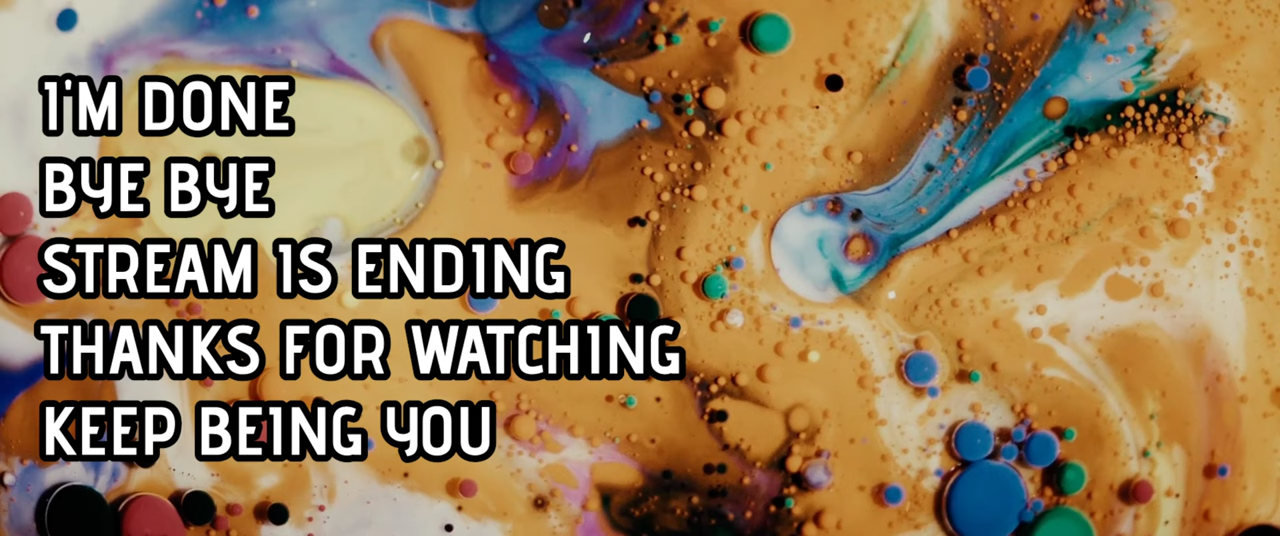 I'M DONE
BYE BYE
STREAM IS ENDING
THANKS FOR WATCHING
KEEP BEING YOU